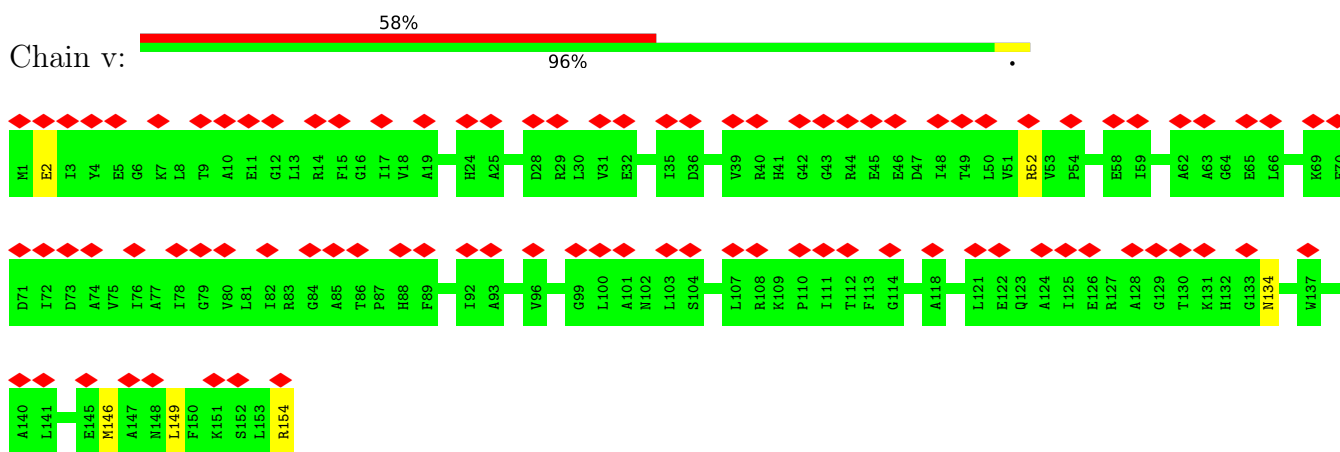 58%
Chain v:
96%
.
M1 E2 I3 Y4 E5 G6 K7 L8 T9 A10 E11 G12 L13 R14 F15 G16 I17 V18 A19 H24 A25 D28 R29 L30 V31 E32 I35 D36 V39 R40 H41 G42 G43 R44 E45 E46 D47 I48 T49 L50 V51 R52 V53 P54 E58 I59 A62 A63 G64 E65 L66 K69
D71 I72 D73 A74 V75 I76 A77 I78 G79 V80 L81 I82 R83 G84 A85 T86 P87 H88 F89 I92 A93 V96 G99 L100 A101 N102 L103 S104 L107 R108 K109 P110 I111 T112 F113 G114 A118 L121 E122 Q123 A124 I125 E126 R127 A128 G129 T130 K131 H132 G133 N134 W137
A140 L141 E145 M146 A147 N148 L149 F150 K151 S152 L153 R154